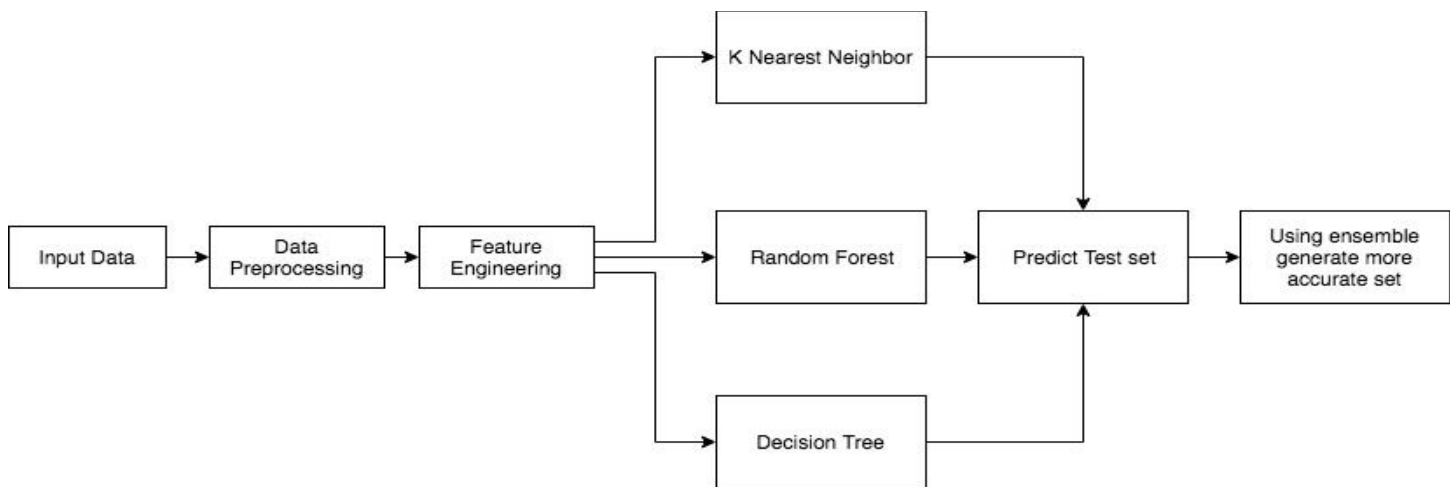 Input Data
Data
Preprocessing
Feature
Engineering
K Nearest Neighbor
Random Forest
Decision Tree
Predict Test set
Using ensemble
generate more
accurate set